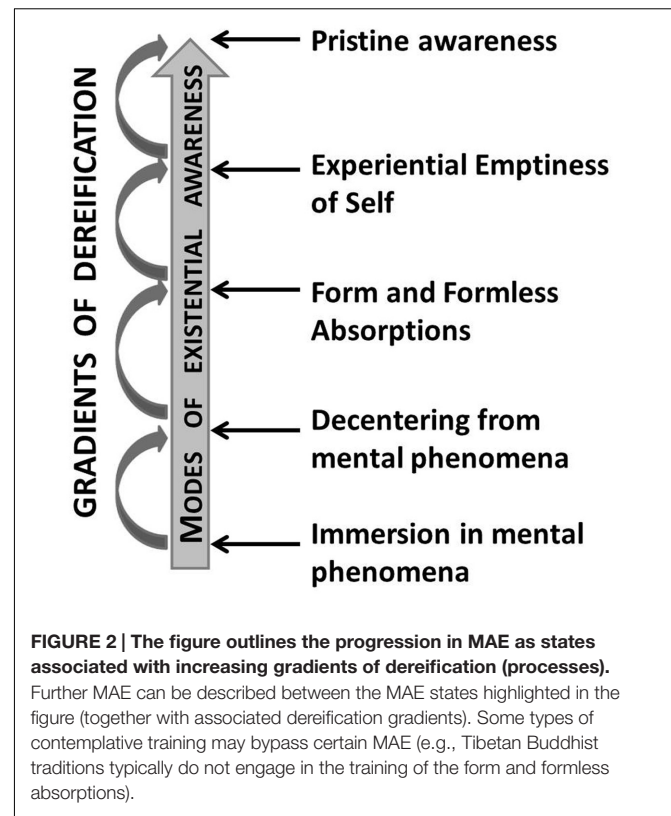 GRADIENTS OF DEREIFICATION
MODES OF EXISTENTIAL AWARENESS
Pristine awareness
Experiential Emptiness
of Self
Form and Formless
Absorptions
Decentering from
mental phenomena
Immersion in mental
phenomena
FIGURE 2 | The figure outlines the progression in MAE as states
associated with increasing gradients of dereification (processes).
Further MAE can be described between the MAE states highlighted in the
figure (together with associated dereification gradients). Some types of
contemplative training may bypass certain MAE (e.g., Tibetan Buddhist
traditions typically do not engage in the training of the form and formless
absorptions).